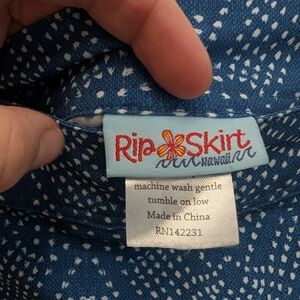 Rip Skirt
Hawaii
machine wash gentle
tumble on low
Made in China
RN142231